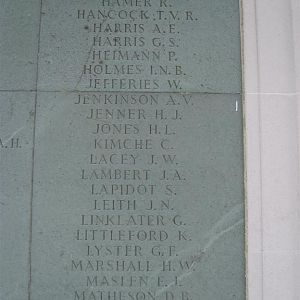 HAMER R.
HANCOCK T.V.R.
HARRIS A.E.
HARRIS G.S.
HEIMANN P.
HOLMES J.N.B.
JEFFERIES W.
JENKINSON A.V.
JENNER H.J.
JONES H.L.
KIMCHE C.
A.H.
LACEY J.W.
LAMBERT J.A.
LAPIDOT S.
LEITH J.N.
LINKLATER G.
LITTLEFORD K.
LYSTER G.F.
MARSHALL H.W.
MASLEN E.J.
MATHESON D.B.